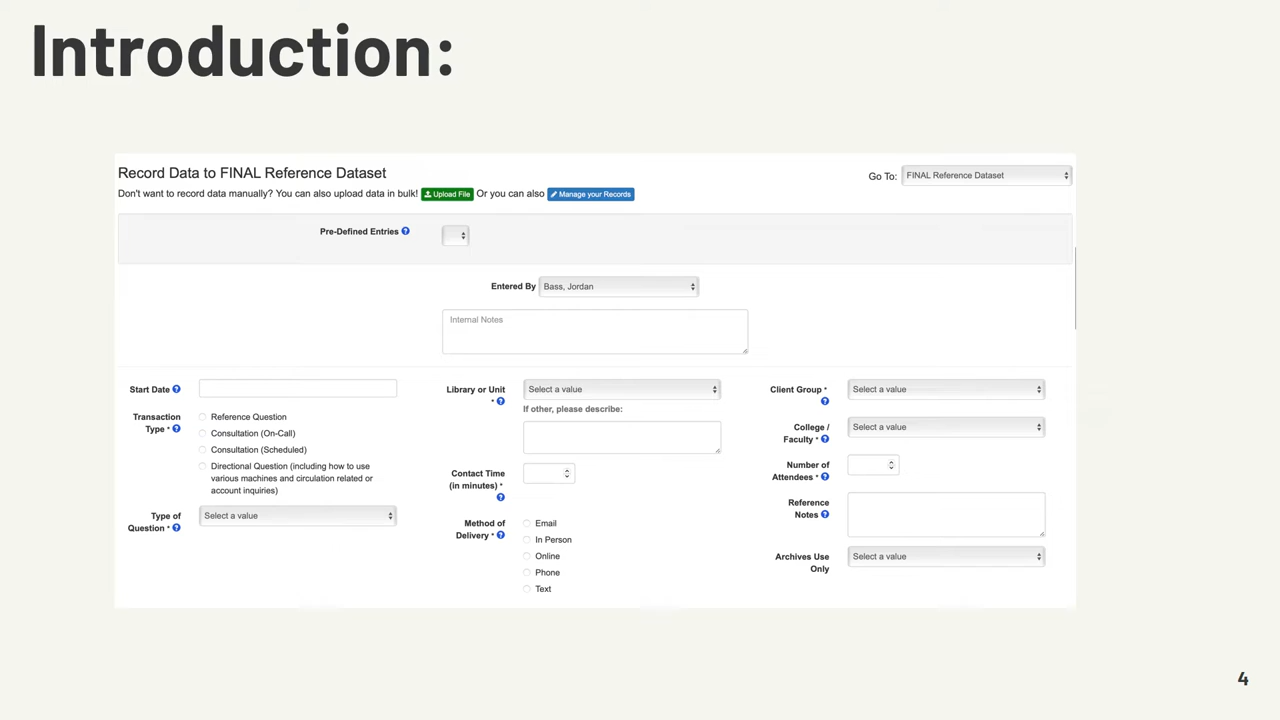 Introduction:
Record Data to FINAL Reference Dataset
Go To: FINAL Reference Dataset
Don't want to record data manually? You can also upload data in bulk! Upload File Or you can also Manage your Records
Pre-Defined Entries
Entered By Bass, Jordan
Internal Notes
Start Date
Transaction
Type *
Reference Question
Consultation (On-Call)
Consultation (Scheduled)
Directional Question (including how to use
various machines and circulation related or
account inquiries)
Type of
Question *
Select a value
Library or Unit
*
Select a value
If other, please describe:
Contact Time
(in minutes) *
Method of
Delivery *
Email
In Person
Online
Phone
Text
Client Group *
Select a value
College /
Faculty *
Select a value
Number of
Attendees *
Reference
Notes
Archives Use
Only
Select a value
4